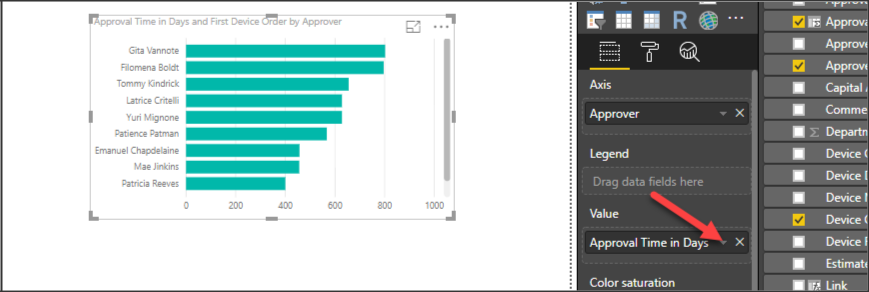 Approval Time in Days and First Device Order by Approver
Gita Vannote
Filomena Boldt
Tommy Kindrick
Latrice Critelli
Yuri Mignone
Patience Patman
Emanuel Chapdelaine
Mae Jinkins
Patricia Reeves
0 200 400 600 800 1000
R
Axis
Approver
Legend
Drag data fields here
Value
Approval Time in Days
Color saturation
Approva
Approve
Approve
Capital
Comme
Departm
Device
Device
Device
Device
Device
Estimate
Link